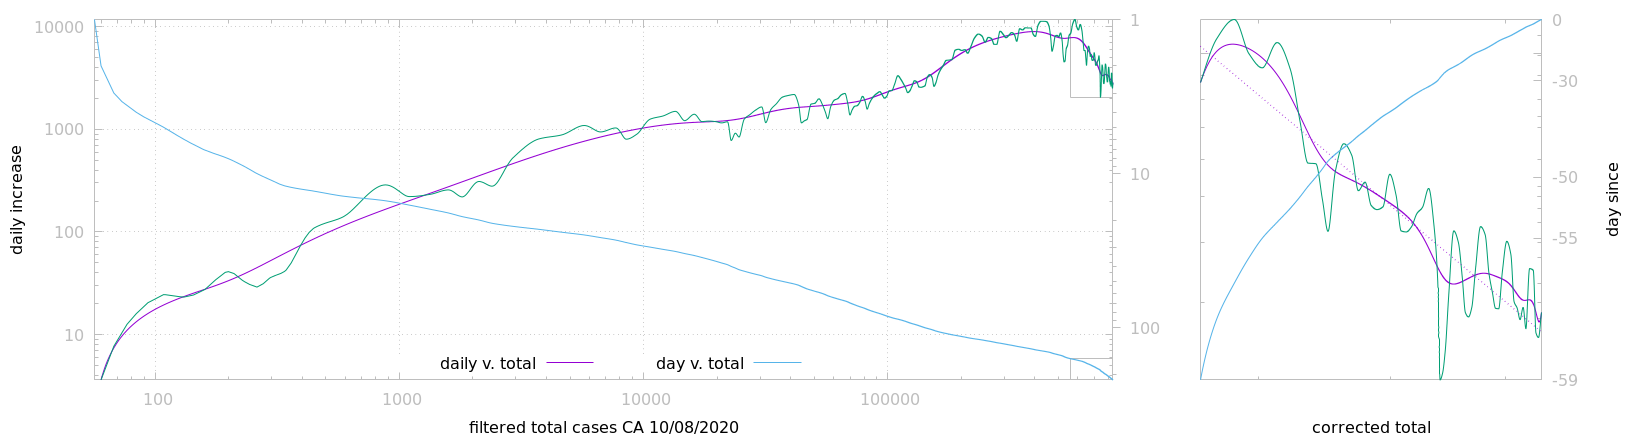 10000
1000
100
10
daily increase
1
10
100
daily v. total
day v. total
100
1000
10000
100000
filtered total cases CA 10/08/2020
0
-30
-50
-55
-59
day since
corrected total